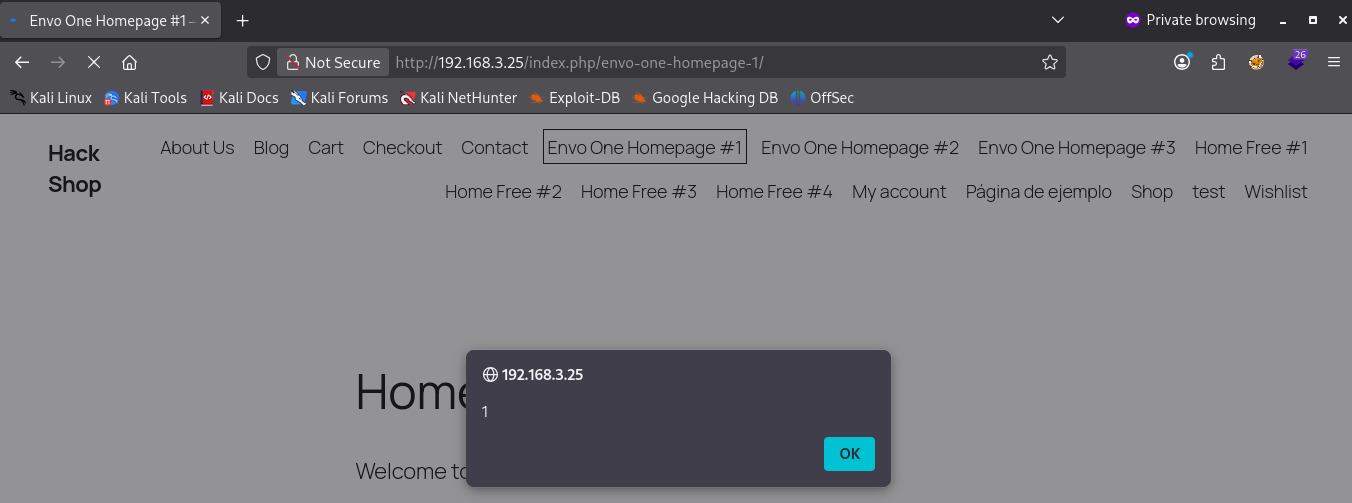 Envo One Homepage #1 –
Private browsing
Not Secure http://192.168.3.25/index.php/envo-one-homepage-1/
26
Kali Linux Kali Tools Kali Docs Kali Forums Kali NetHunter Exploit-DB Google Hacking DB OffSec
Hack
Shop
About Us Blog Cart Checkout Contact Envo One Homepage #1 Envo One Homepage #2 Envo One Homepage #3 Home Free #1
Home Free #2 Home Free #3 Home Free #4 My account Página de ejemplo Shop test Wishlist
Home
Welcome to
192.168.3.25
1
OK